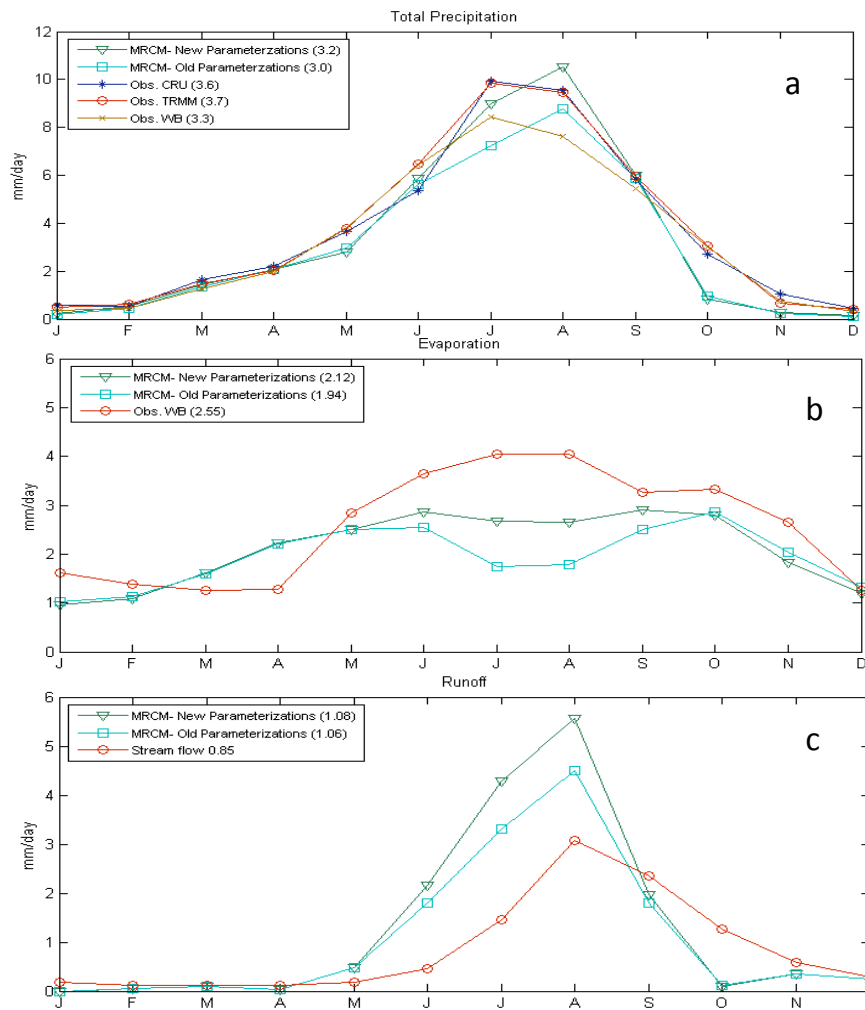 Total Precipitation
12
10
8
6
4
2
0
mm/day
MRCM- New Parameterzations (3.2)
MRCM- Old Parameterzations (3.0)
Obs. CRU (3.6)
Obs. TRMM (3.7)
Obs. WB (3.3)
a
J F M A M J J A S O N D
Evaporation
6
5
4
3
2
1
0
mm/day
MRCM- New Parameterizations (2.12)
MRCM- Old Parameterizations (1.94)
Obs. WB (2.55)
b
J F M A M J J A S O N D
Runoff
6
5
4
3
2
1
0
mm/day
MRCM- New Parameterizations (1.08)
MRCM- Old Parameterizations (1.06)
Stream flow 0.85
c
J F M A M J J A S O N